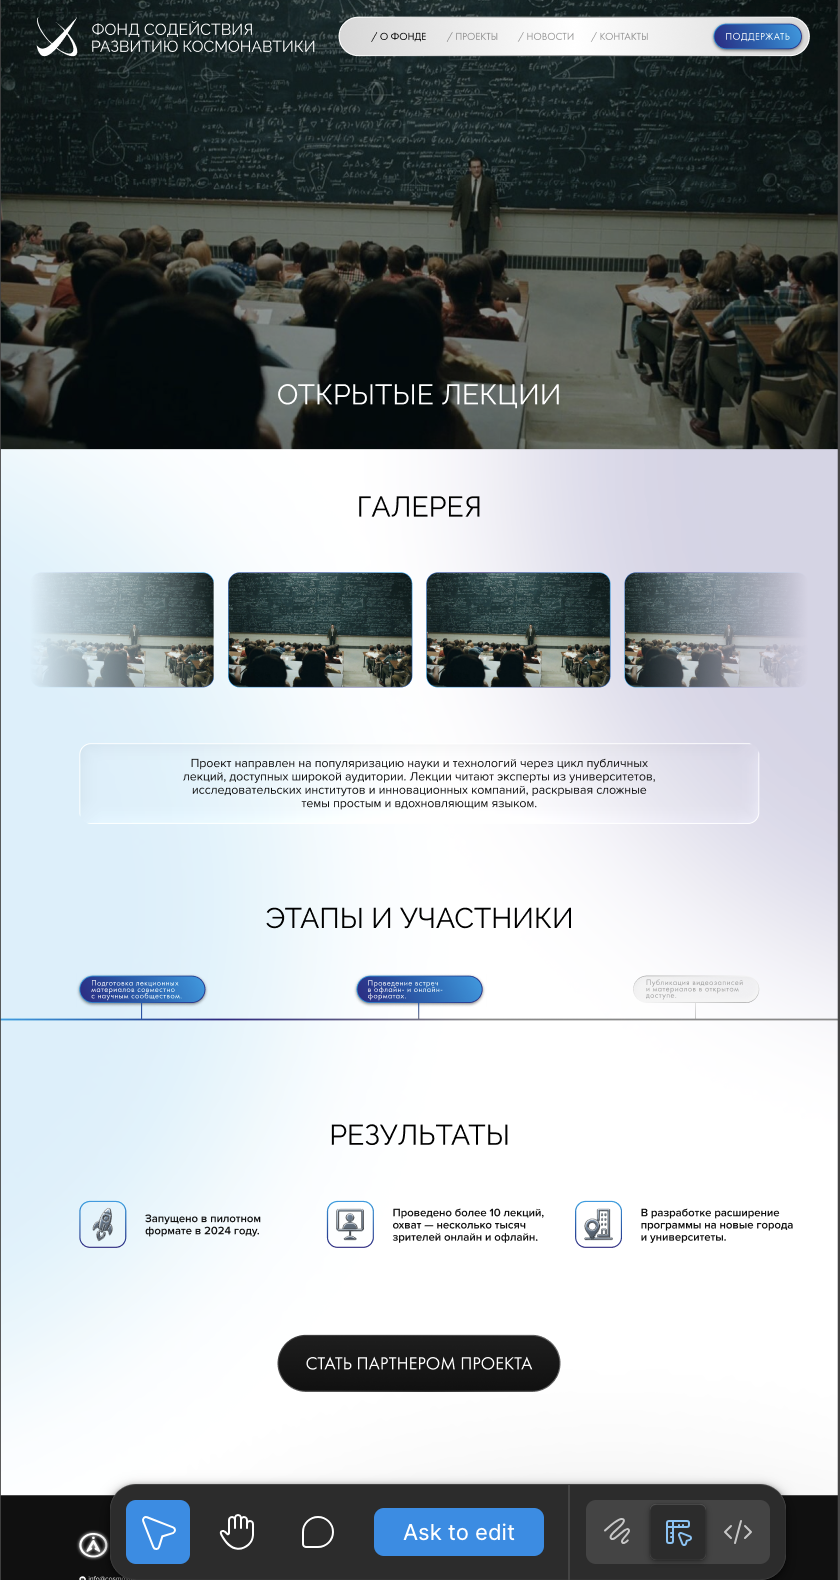 ФОНД СОДЕЙСТВИЯ
РАЗВИТИЮ КОСМОНАВТИКИ
/ О ФОНДЕ
/ ПРОЕКТЫ
/ НОВОСТИ
/ КОНТАКТЫ
ПОДДЕРЖАТЬ
ОТКРЫТЫЕ ЛЕКЦИИ
ГАЛЕРЕЯ
Проект направлен на популяризацию науки и технологий через цикл публичных
лекций, доступных широкой аудитории. Лекции читают эксперты из университетов,
исследовательских институтов и инновационных компаний, раскрывая сложные
темы простым и вдохновляющим языком.
ЭТАПЫ И УЧАСТНИКИ
Подготовка лекционных
материалов совместно
с научным сообществом.
Проведение встреч
в офлайн- и онлайн-
форматах.
Публикация видеозаписей
и материалов в открытом
доступе.
РЕЗУЛЬТАТЫ
Запущено в пилотном
формате в 2024 году.
Проведено более 10 лекций,
охват — несколько тысяч
зрителей онлайн и офлайн.
В разработке расширение
программы на новые города
и университеты.
СТАТЬ ПАРТНЕРОМ ПРОЕКТА
Ask to edit